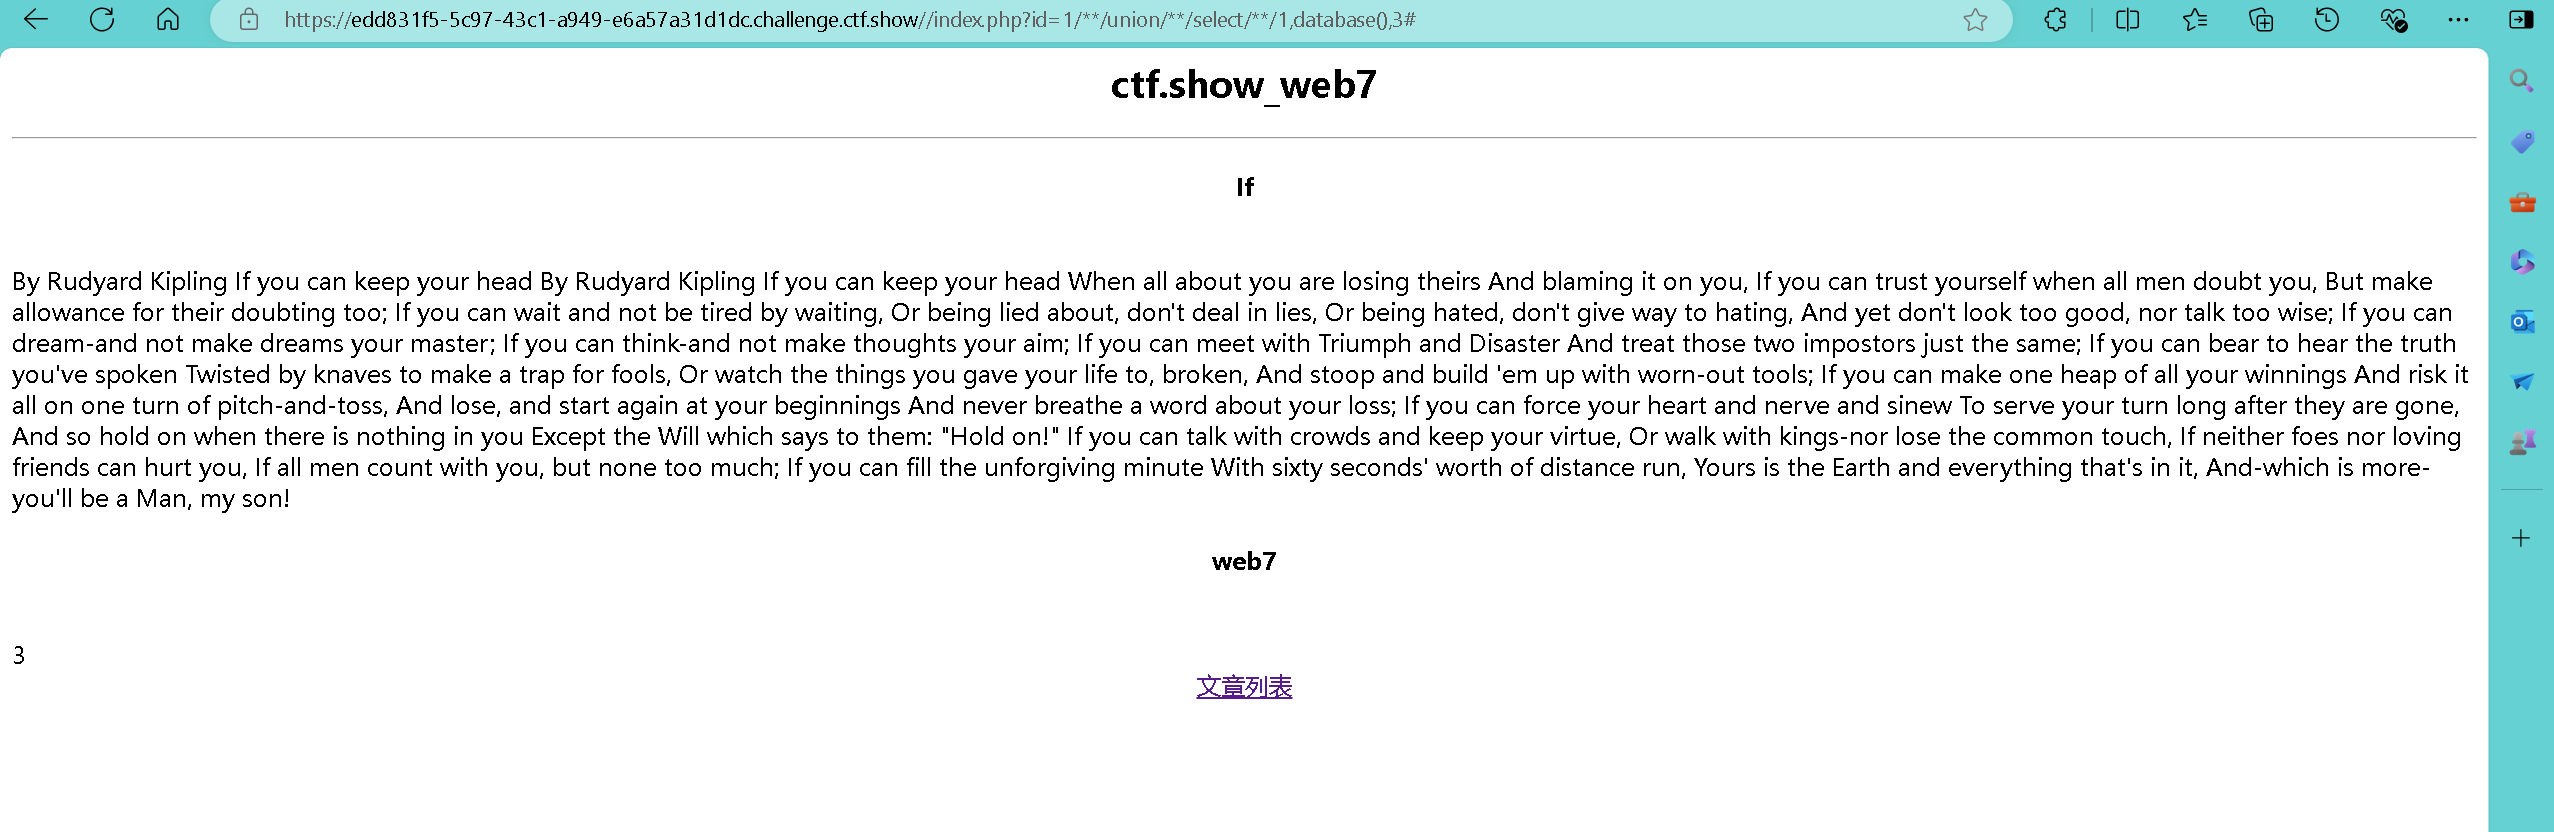 https://edd831f5-5c97-43c1-a949-e6a57a31d1dc.challenge.ctf.show//index.php?id=1/**/union/**/select/**/1,database(),3#
ctf.show_web7
If
By Rudyard Kipling If you can keep your head By Rudyard Kipling If you can keep your head When all about you are losing theirs And blaming it on you, If you can trust yourself when all men doubt you, But make
allowance for their doubting too; If you can wait and not be tired by waiting, Or being lied about, don't deal in lies, Or being hated, don't give way to hating, And yet don't look too good, nor talk too wise; If you can
dream-and not make dreams your master; If you can think-and not make thoughts your aim; If you can meet with Triumph and Disaster And treat those two impostors just the same; If you can bear to hear the truth
you've spoken Twisted by knaves to make a trap for fools, Or watch the things you gave your life to, broken, And stoop and build 'em up with worn-out tools; If you can make one heap of all your winnings And risk it
all on one turn of pitch-and-toss, And lose, and start again at your beginnings And never breathe a word about your loss; If you can force your heart and nerve and sinew To serve your turn long after they are gone,
And so hold on when there is nothing in you Except the Will which says to them: "Hold on!" If you can talk with crowds and keep your virtue, Or walk with kings-nor lose the common touch, If neither foes nor loving
friends can hurt you, If all men count with you, but none too much; If you can fill the unforgiving minute With sixty seconds' worth of distance run, Yours is the Earth and everything that's in it, And-which is more-
you'll be a Man, my son!
web7
3
文章列表